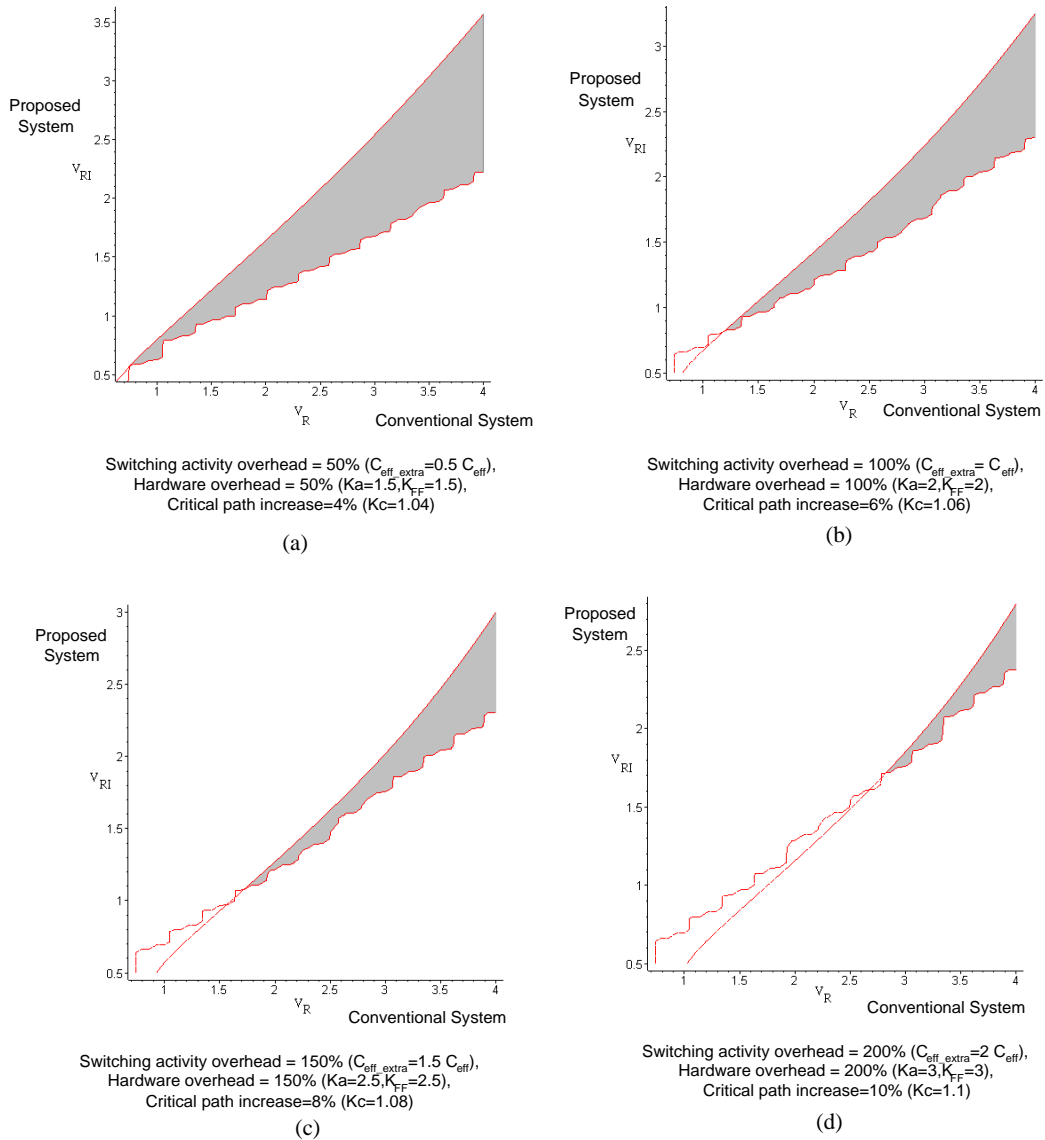 3.5
3
Proposed
System
2.5
V_RI
2
1.5
1
0.5
1
1.5
2
2.5
3
3.5
4
V_R
Conventional System
Switching activity overhead = 50% (C_eff_extra=0.5 C_eff),
Hardware overhead = 50% (Ka=1.5,K_FF=1.5),
Critical path increase=4% (Kc=1.04)
(a)
3
Proposed
System
2.5
V_RI
2
1.5
1
0.5
1
1.5
2
2.5
3
3.5
4
V_R
Conventional System
Switching activity overhead = 100% (C_eff_extra= C_eff),
Hardware overhead = 100% (Ka=2,K_FF=2),
Critical path increase=6% (Kc=1.06)
(b)
3
Proposed
System
2.5
2
V_RI
1.5
1
0.5
1
1.5
2
2.5
3
3.5
4
V_R
Conventional System
Switching activity overhead = 150% (C_eff_extra=1.5 C_eff),
Hardware overhead = 150% (Ka=2.5,K_FF=2.5),
Critical path increase=8% (Kc=1.08)
(c)
Proposed
System
2.5
2
V_RI
1.5
1
0.5
1
1.5
2
2.5
3
3.5
4
V_R
Conventional System
Switching activity overhead = 200% (C_eff_extra=2 C_eff),
Hardware overhead = 200% (Ka=3,K_FF=3),
Critical path increase=10% (Kc=1.1)
(d)